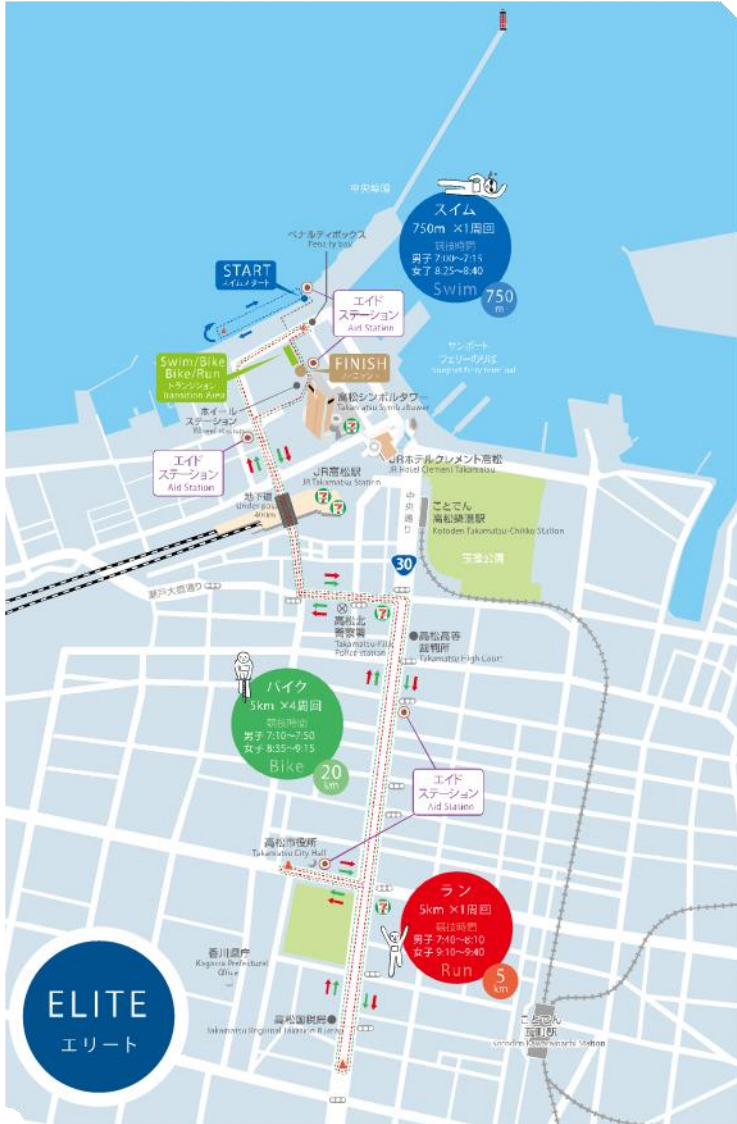 中央埠頭
スイム
750m ×1周回
競技時間
男子 7:00〜7:15
女子 8:25〜8:40
Swim
750
m
ペナルティボックス
Penalty box
START
スイムスタート
エイド
ステーション
Aid Station
Swim/Bike
Bike/Run
トランジション
Transition Area
FINISH
サンポート
フェリーのりば
高松シンボルタワー
Takamatsu Symbol tower
ホイール
ステーション
Wheel station
エイド
ステーション
Aid Station
JRホテルクレメント高松
JR Hotel Clement Takamatsu
JR高松駅
JR Takamatsu Station
地下道
Underpass
400m
中央通り
ことでん
高松築港駅
Kotoden Takamatsu-Chikko Station
玉藻公園
30
瀬戸大橋通り
高松北
警察署
Takamatsu-Kita
Police station
高松高等
裁判所
Takamatsu High Court
バイク
5km ×4周回
競技時間
男子 7:10〜7:50
女子 8:35〜9:15
Bike
20
km
エイド
ステーション
Aid Station
高松市役所
Takamatsu City Hall
ラン
5km ×1周回
競技時間
男子 7:40〜8:10
女子 9:10〜9:40
Run
5
km
香川県庁
Kagawa Prefectural
Office
ELITE
エリート
高松国税局
Takamatsu Regional Taxation Bureau
ことでん
瓦町駅
Kotoden Kawaramachi Station